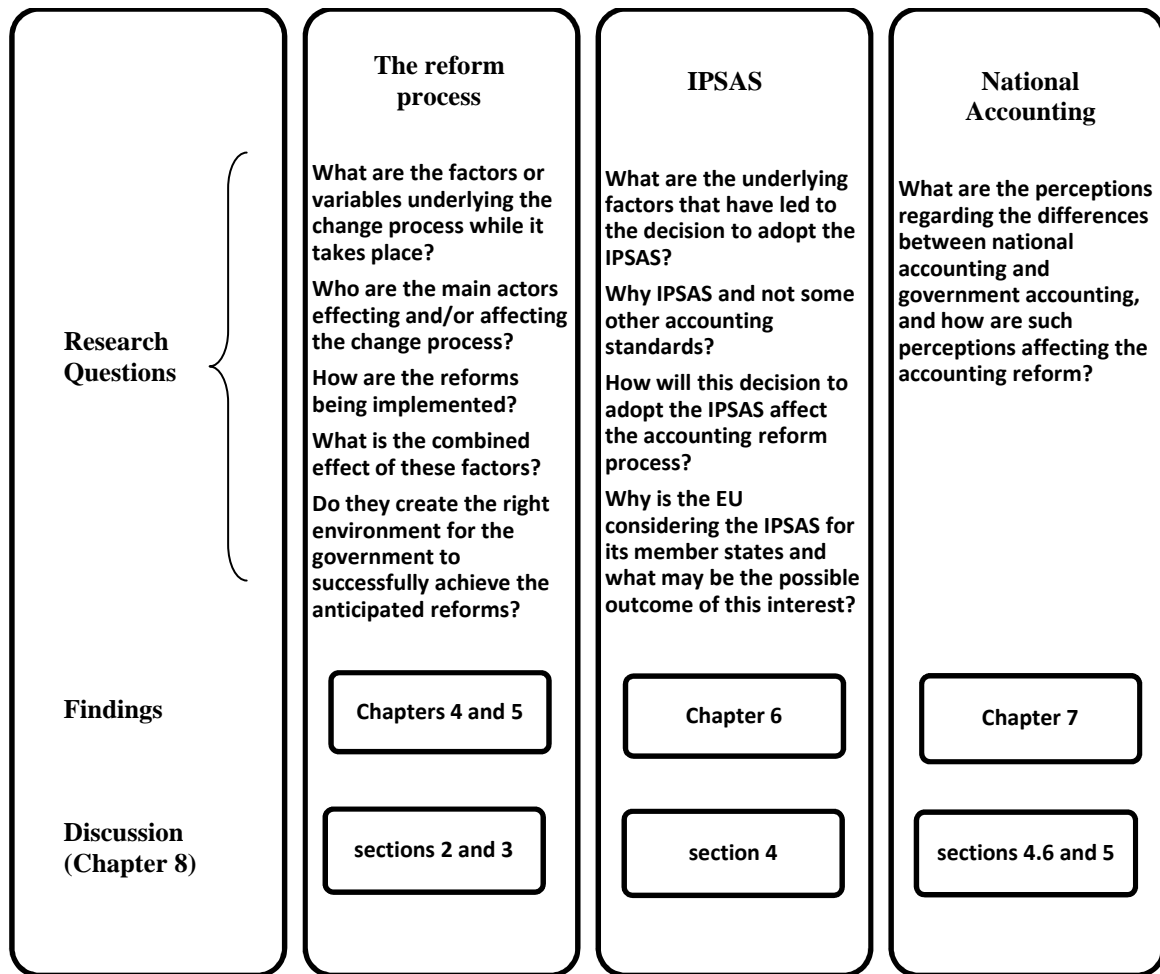 The reform
process
IPSAS
National
Accounting
Research
Questions
What are the factors or
variables underlying the
change process while it
takes place?
Who are the main actors
effecting and/or affecting
the change process?
How are the reforms
being implemented?
What is the combined
effect of these factors?
Do they create the right
environment for the
government to
successfully achieve the
anticipated reforms?
What are the underlying
factors that have led to
the decision to adopt the
IPSAS?
Why IPSAS and not some
other accounting
standards?
How will this decision to
adopt the IPSAS affect
the accounting reform
process?
Why is the EU
considering the IPSAS for
its member states and
what may be the possible
outcome of this interest?
What are the perceptions
regarding the differences
between national
accounting and
government accounting,
and how are such
perceptions affecting the
accounting reform?
Findings
Chapters 4 and 5
Chapter 6
Chapter 7
Discussion
(Chapter 8)
sections 2 and 3
section 4
sections 4.6 and 5